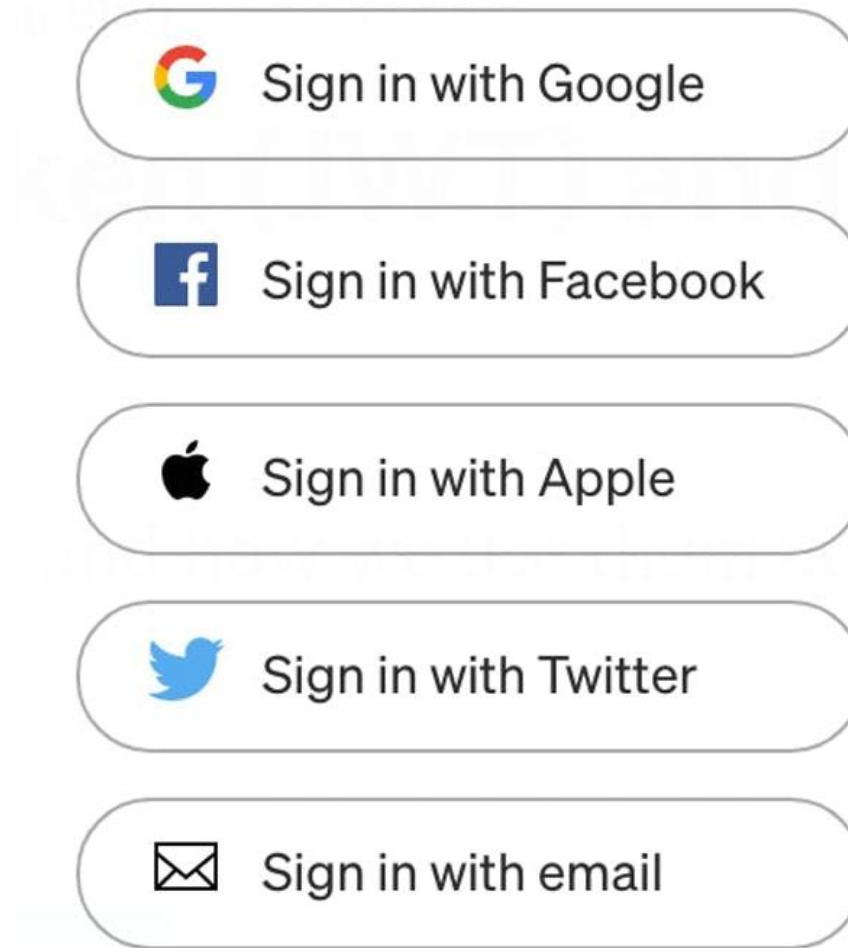 Sign in with Google
Sign in with Facebook
Sign in with Apple
Sign in with Twitter
Sign in with email